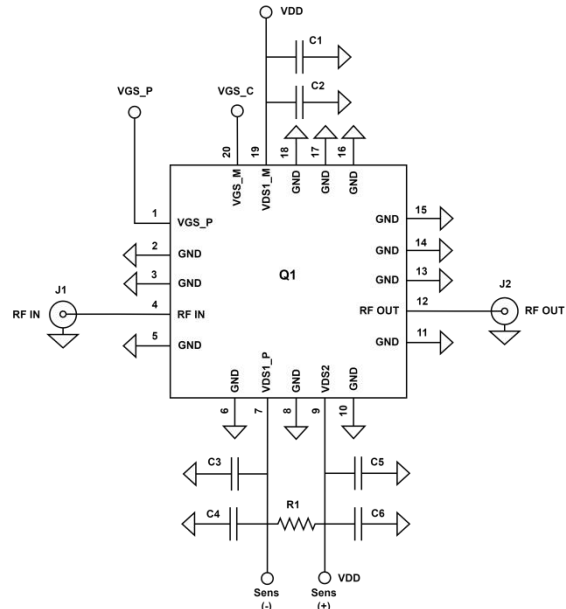 VDD
C1
C2
VGS_P
VGS_C
20
19
18
17
16
VGS_M
VDS1_M
GND
GND
GND
1
VGS_P
GND
15
2
GND
GND
14
3
GND
GND
13
Q1
J1
J2
RF IN
4
RF IN
RF OUT
12
RF OUT
5
GND
GND
11
GND
VDS1_P
GND
VDS2
GND
6
7
8
9
10
C3
C5
C4
R1
C6
VDD
Sens
(-)
Sens
(+)